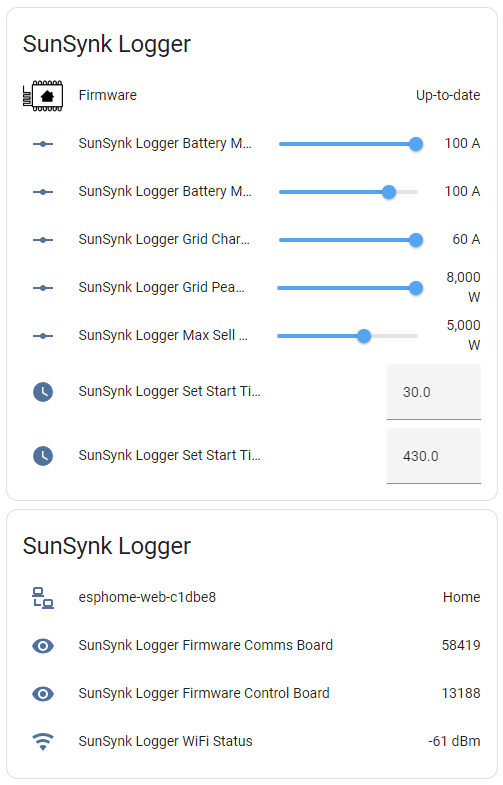 SunSynk Logger
Firmware Up-to-date
SunSynk Logger Battery M... 100 A
SunSynk Logger Battery M... 100 A
SunSynk Logger Grid Char... 60 A
SunSynk Logger Grid Pea... 8,000
W
SunSynk Logger Max Sell ... 5,000
W
SunSynk Logger Set Start Ti... 30.0
SunSynk Logger Set Start Ti... 430.0
SunSynk Logger
esphome-web-c1dbe8 Home
SunSynk Logger Firmware Comms Board 58419
SunSynk Logger Firmware Control Board 13188
SunSynk Logger WiFi Status -61 dBm